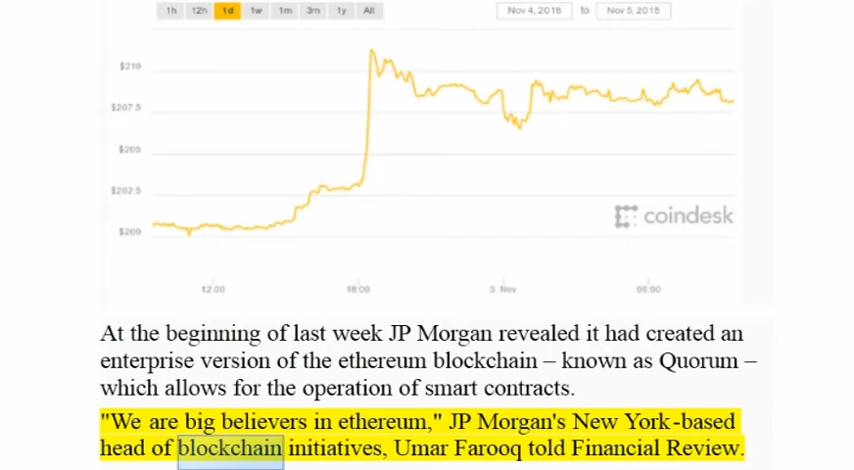 1h 12h 1d 1w 1m 3m 1y All Nov 4, 2018 to Nov 5, 2018
$210
$207.5
$205
$202.5
$200
coindesk
12:00 18:00 5. Nov 06:00
At the beginning of last week JP Morgan revealed it had created an
enterprise version of the ethereum blockchain – known as Quorum –
which allows for the operation of smart contracts.
"We are big believers in ethereum," JP Morgan's New York-based
head of blockchain initiatives, Umar Farooq told Financial Review.